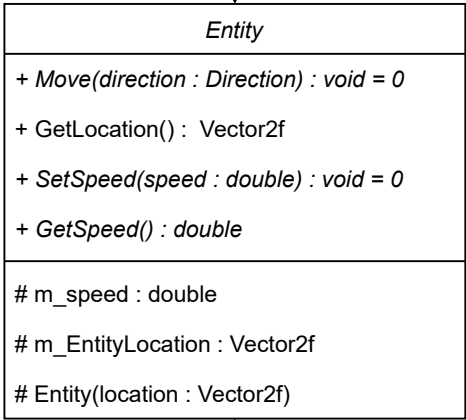 Entity
+ Move(direction : Direction) : void = 0
+ GetLocation() : Vector2f
+ SetSpeed(speed : double) : void = 0
+ GetSpeed() : double
# m_speed : double
# m_EntityLocation : Vector2f
# Entity(location : Vector2f)